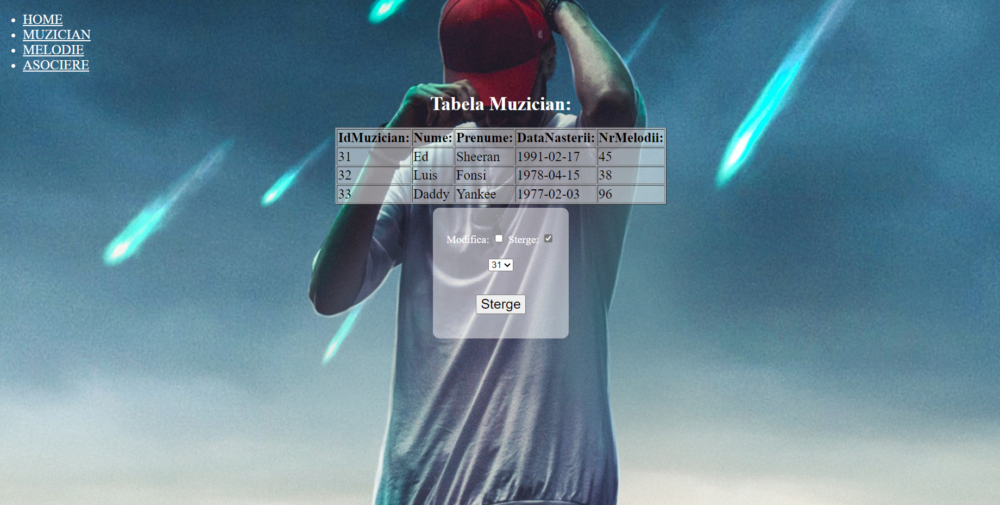 HOME
MUZICIAN
MELODIE
ASOCIERE
Tabela Muzician:
IdMuzician: Nume: Prenume: DataNasterii: NrMelodii:
31 Ed Sheeran 1991-02-17 45
32 Luis Fonsi 1978-04-15 38
33 Daddy Yankee 1977-02-03 96
Modifica: Sterge:
31
Sterge